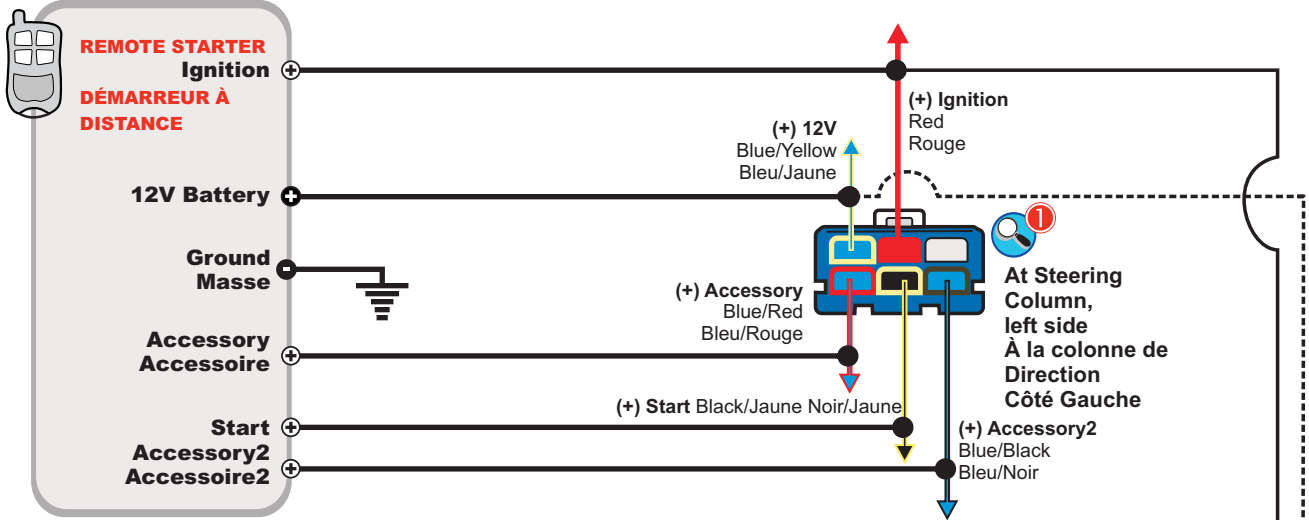 REMOTE STARTER
Ignition
DÉMARREUR À
DISTANCE
12V Battery
Ground
Masse
Accessory
Accessoire
Start
Accessory2
Accessoire2
(+) Ignition
Red
Rouge
(+) 12V
Blue/Yellow
Bleu/Jaune
(+) Accessory
Blue/Red
Bleu/Rouge
(+) Start Black/Jaune Noir/Jaune
1
At Steering
Column,
left side
À la colonne de
Direction
Côté Gauche
(+) Accessory2
Blue/Black
Bleu/Noir